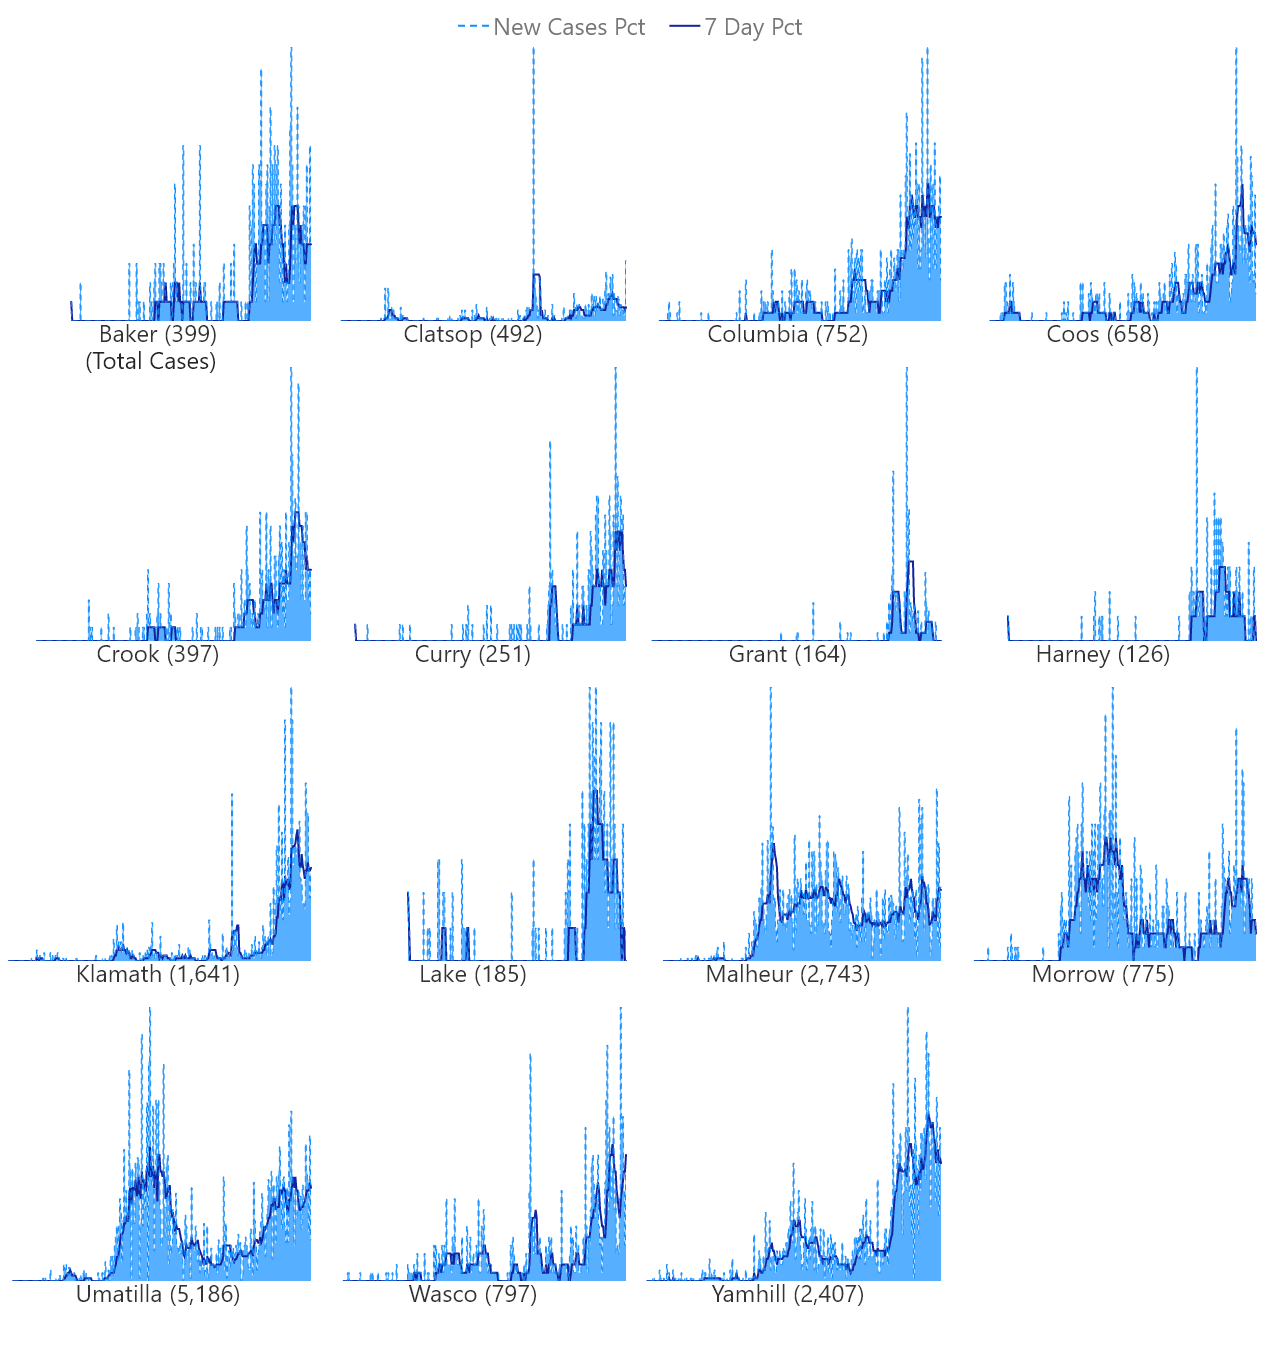 New Cases Pct 7 Day Pct
Baker (399)
(Total Cases)
Clatsop (492)
Columbia (752)
Coos (658)
Crook (397)
Curry (251)
Grant (164)
Harney (126)
Klamath (1,641)
Lake (185)
Malheur (2,743)
Morrow (775)
Umatilla (5,186)
Wasco (797)
Yamhill (2,407)